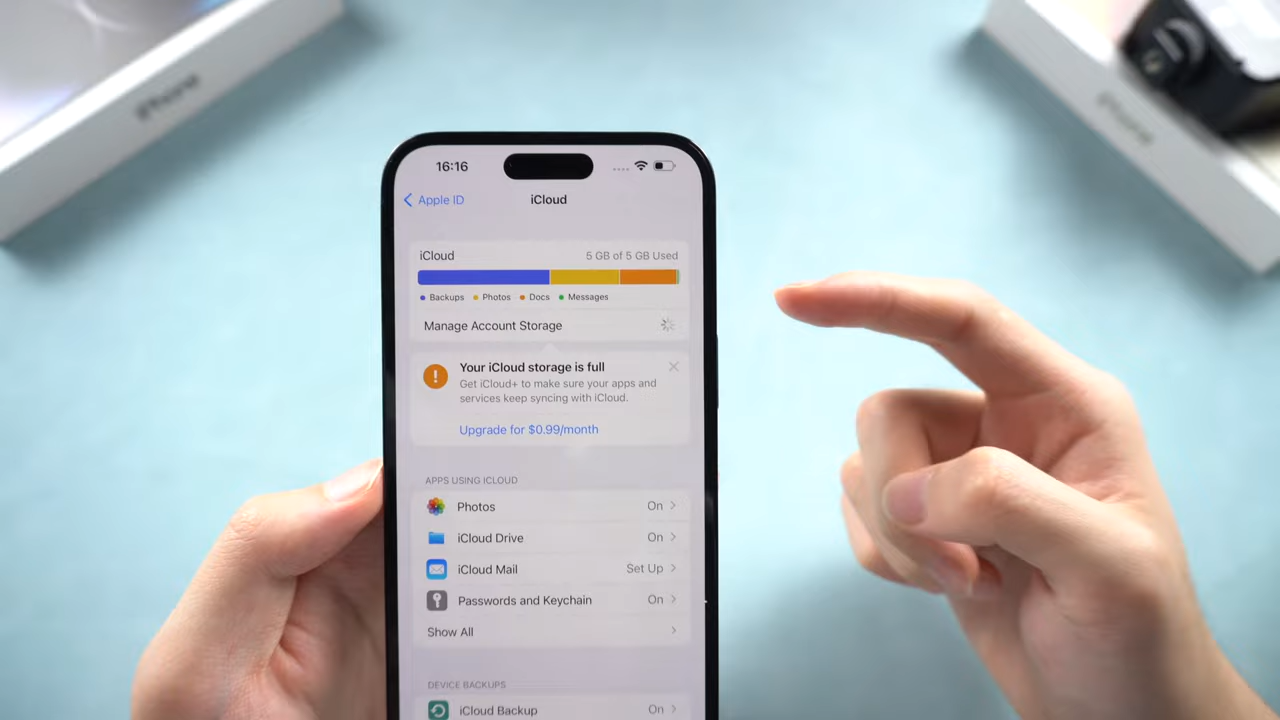 iPhone
iPhone
16:16
Apple ID
iCloud
iCloud 5 GB of 5 GB Used
Backups Photos Docs Messages
Manage Account Storage
Your iCloud storage is full
Get iCloud+ to make sure your apps and
services keep syncing with iCloud.
Upgrade for $0.99/month
APPS USING ICLOUD
Photos On
iCloud Drive On
iCloud Mail Set Up
Passwords and Keychain On
Show All
DEVICE BACKUPS
iCloud Backup On